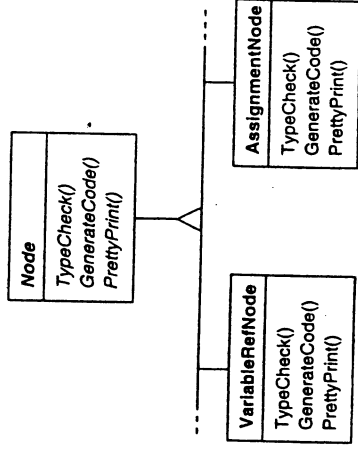 Node
TypeCheck()
GenerateCode()
PrettyPrint()
VariableRefNode
TypeCheck()
GenerateCode()
PrettyPrint()
AssignmentNode
TypeCheck()
GenerateCode()
PrettyPrint()